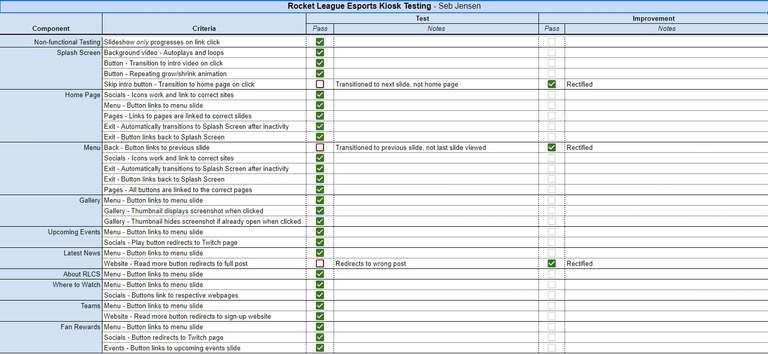 Rocket League Esports Kiosk Testing - Seb Jensen
Component Criteria Test Improvement
Pass Notes Pass Notes
Non-functional Testing Slideshow only progresses on link click
Splash Screen Background video - Autoplays and loops
Button - Transition to intro video on click
Button - Repeating grow/shrink animation
Skip intro button - Transition to home page on click Transitioned to next slide, not home page Rectified
Home Page Socials - Icons work and link to correct sites
Menu - Button links to menu slide
Pages - Links to pages are linked to correct slides
Exit - Automatically transitions to Splash Screen after inactivity
Exit - Button links back to Splash Screen
Menu Back - Button links to previous slide Transitioned to previous slide, not last slide viewed Rectified
Socials - Icons work and link to correct sites
Exit - Automatically transitions to Splash Screen after inactivity
Exit - Button links back to Splash Screen
Pages - All buttons are linked to the correct pages
Gallery Menu - Button links to menu slide
Gallery - Thumbnail displays screenshot when clicked
Gallery - Thumbnail hides screenshot if already open when clicked
Upcoming Events Menu - Button links to menu slide
Socials - Play button redirects to Twitch page
Latest News Menu - Button links to menu slide
Website - Read more button redirects to full post Redirects to wrong post Rectified
About RLCS Menu - Button links to menu slide
Where to Watch Menu - Button links to menu slide
Socials - Buttons link to respective webpages
Teams Menu - Button links to menu slide
Website - Read more button redirects to sign-up website
Fan Rewards Menu - Button links to menu slide
Socials - Button redirects to Twitch page
Events - Button links to upcoming events slide